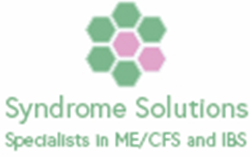 Syndrome Solutions
Specialists in ME/CFS and IBS